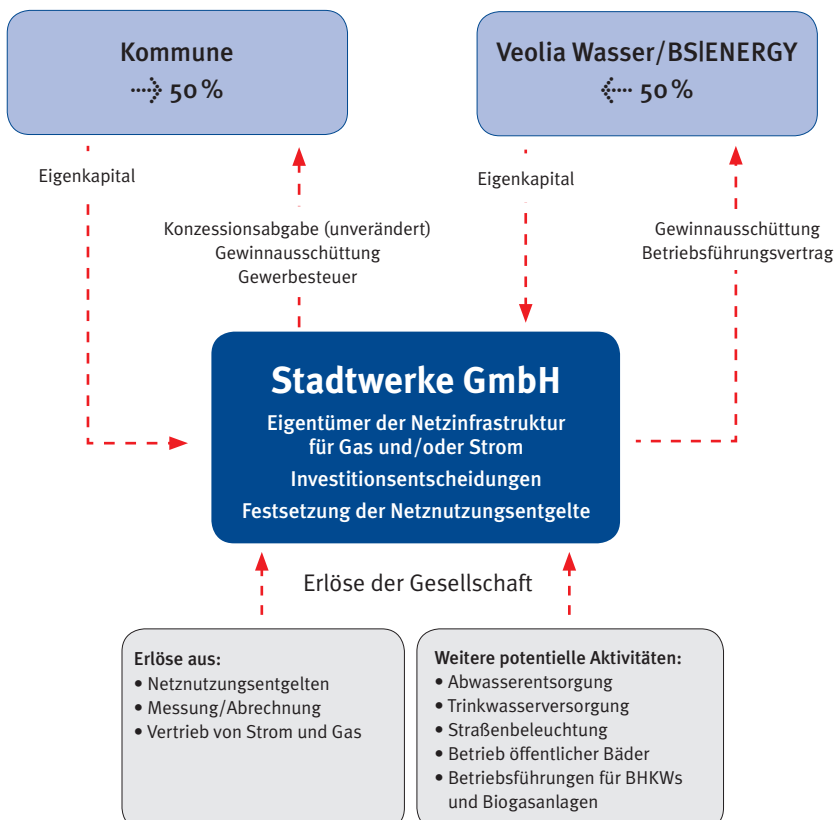 Kommune
50 %
Veolia Wasser/BS|ENERGY
50 %
Eigenkapital
Konzessionsabgabe (unverändert)
Gewinnausschüttung
Gewerbesteuer
Eigenkapital
Gewinnausschüttung
Betriebsführungsvertrag
Stadtwerke GmbH
Eigentümer der Netzinfrastruktur
für Gas und/oder Strom
Investitionsentscheidungen
Festsetzung der Netznutzungsentgelte
Erlöse der Gesellschaft
Erlöse aus:
• Netznutzungsentgelten
• Messung/Abrechnung
• Vertrieb von Strom und Gas
Weitere potentielle Aktivitäten:
• Abwasserentsorgung
• Trinkwasserversorgung
• Straßenbeleuchtung
• Betrieb öffentlicher Bäder
• Betriebsführungen für BHKWs
und Biogasanlagen